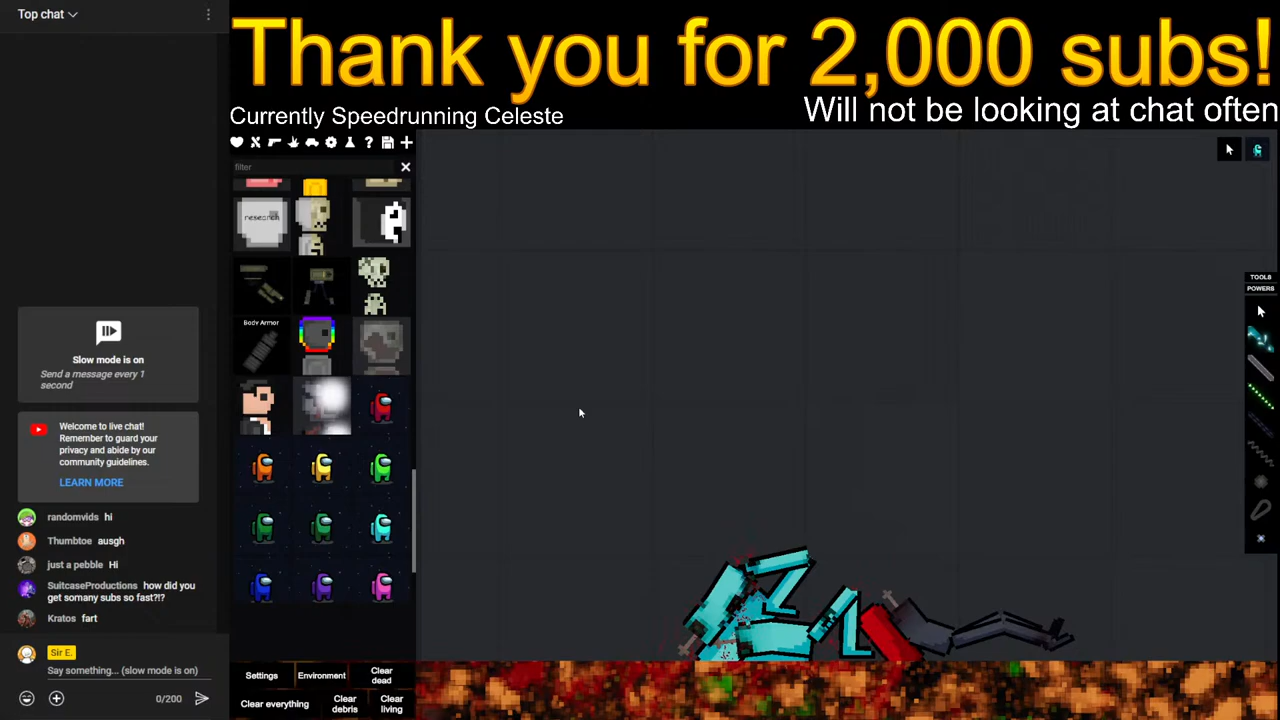 Top chat
Thank you for 2,000 subs!
Currently Speedrunning Celeste
Will not be looking at chat often
filter
research
Body Armor
TOOLS
POWERS
Slow mode is on
Send a message every 1
second
Welcome to live chat!
Remember to guard your
privacy and abide by our
community guidelines.
LEARN MORE
randomvids hi
Thumbtoe ausgh
just a pebble Hi
SuitcaseProductions how did you
get somany subs so fast?!?
Kratos fart
Sir E.
Say something... (slow mode is on)
0/200
Settings
Environment
Clear
dead
Clear everything
Clear
debris
Clear
living